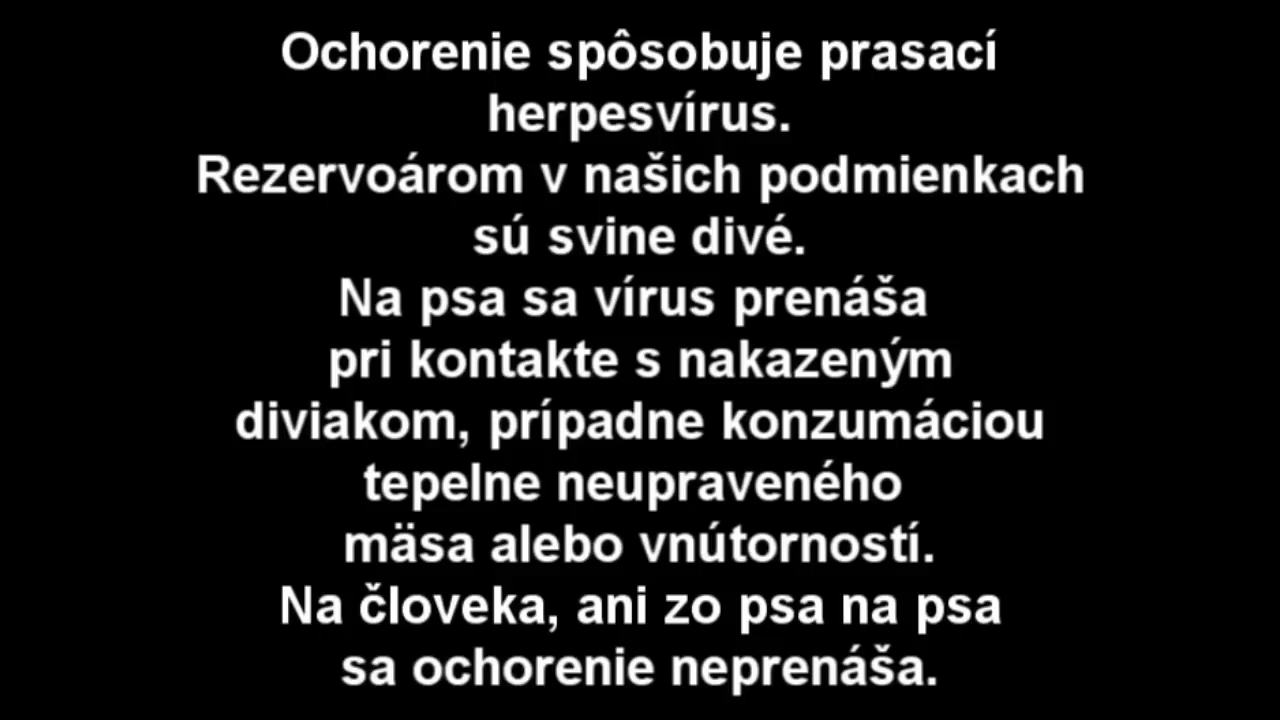 Ochorenie spôsobuje prasací
herpesvírus.
Rezervoárom v našich podmienkach
sú svine divé.
Na psa sa vírus prenáša
pri kontakte s nakazeným
diviakom, prípadne konzumáciou
tepelne neupraveného
mäsa alebo vnútorností.
Na človeka, ani zo psa na psa
sa ochorenie neprenáša.